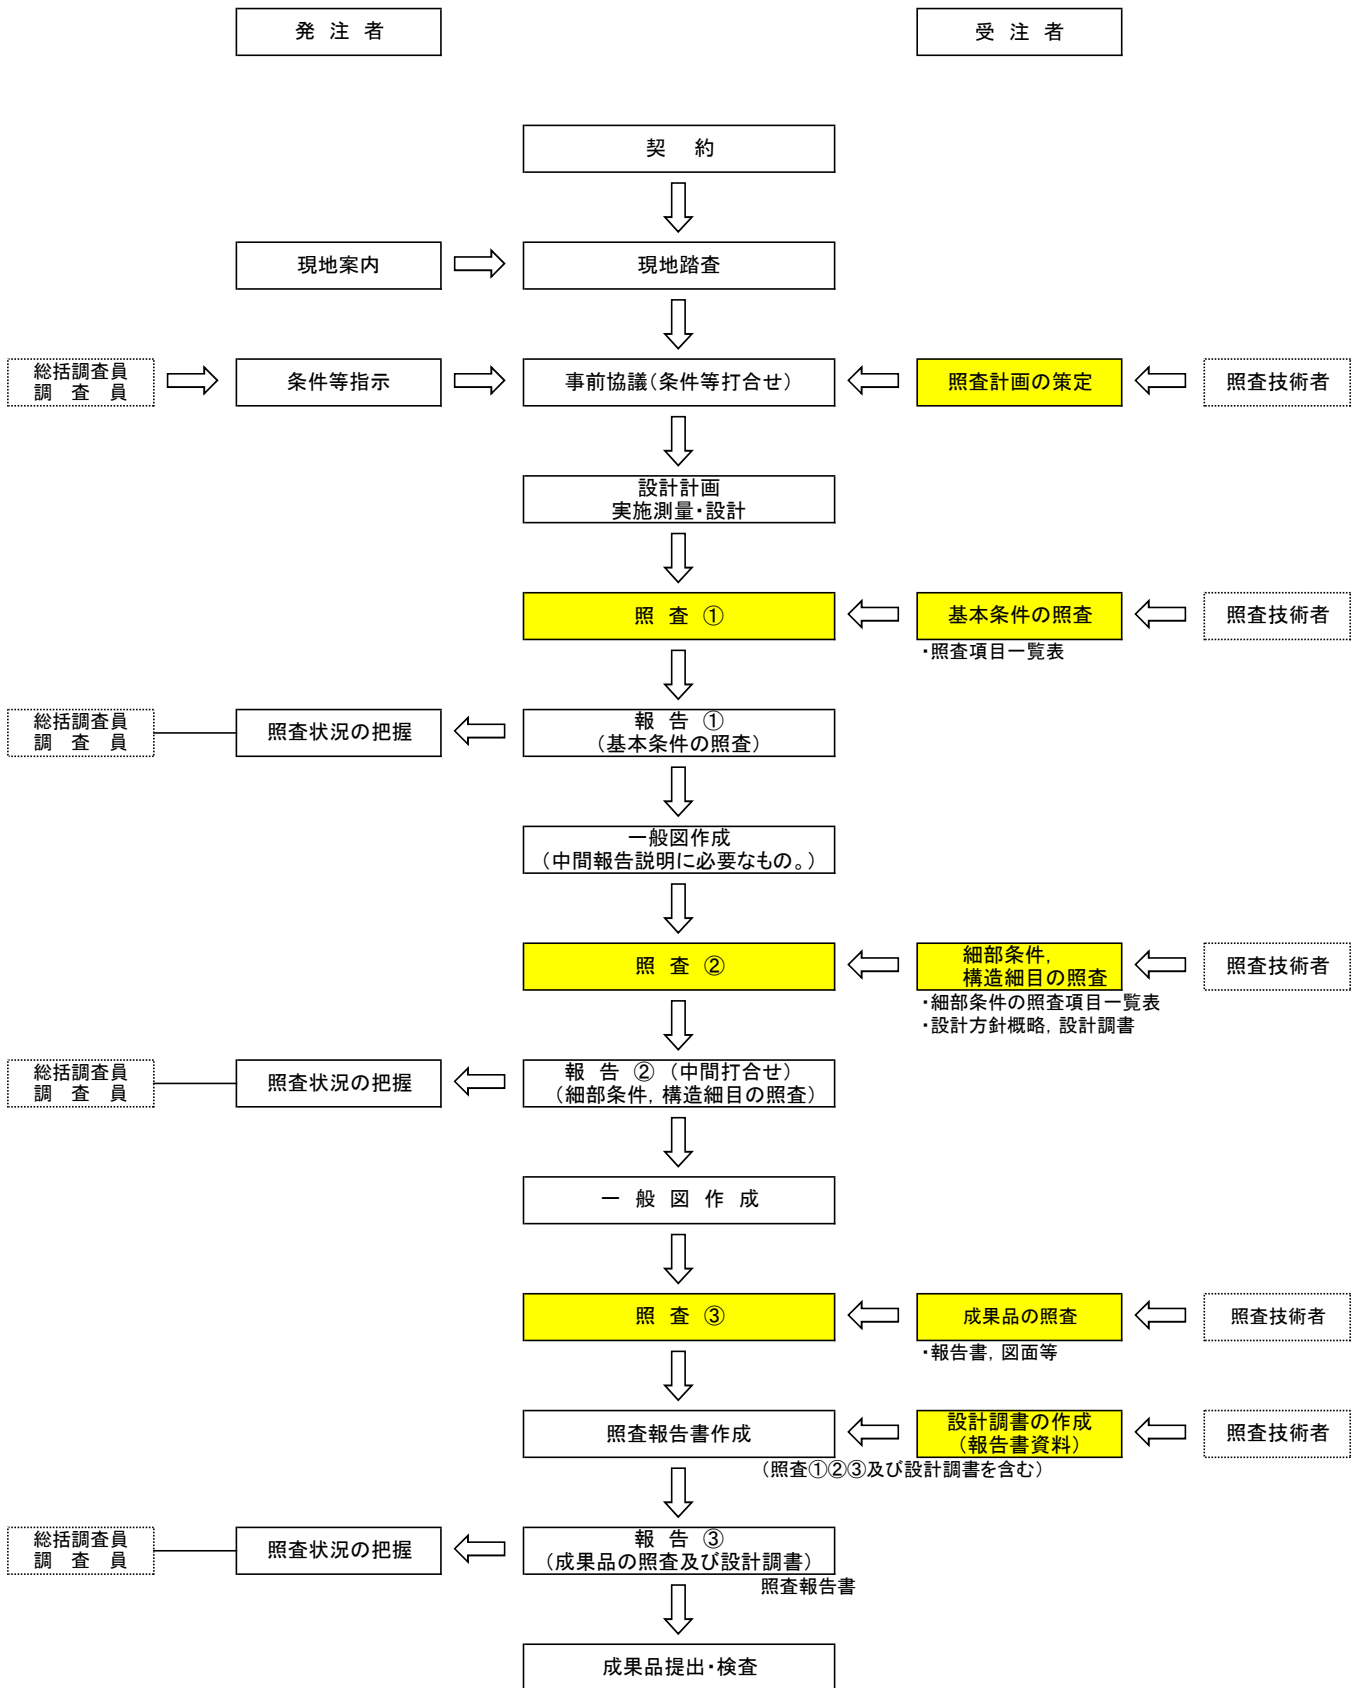 発 注 者
受 注 者
契 約
現地案内
現地踏査
総括調査員
調 査 員
条件等指示
事前協議(条件等打合せ)
照査計画の策定
照査技術者
設計計画
実施測量・設計
照 査 ①
基本条件の照査
照査技術者
・照査項目一覧表
総括調査員
調 査 員
照査状況の把握
報 告 ①
(基本条件の照査)
一般図作成
(中間報告説明に必要なもの。)
照 査 ②
細部条件,
構造細目の照査
照査技術者
・細部条件の照査項目一覧表
・設計方針概略, 設計調書
総括調査員
調 査 員
照査状況の把握
報 告 ② (中間打合せ)
(細部条件, 構造細目の照査)
一 般 図 作 成
照 査 ③
成果品の照査
照査技術者
・報告書, 図面等
照査報告書作成
設計調書の作成
(報告書資料)
照査技術者
(照査①②③及び設計調書を含む)
総括調査員
調 査 員
照査状況の把握
報 告 ③
(成果品の照査及び設計調書)
照査報告書
成果品提出・検査